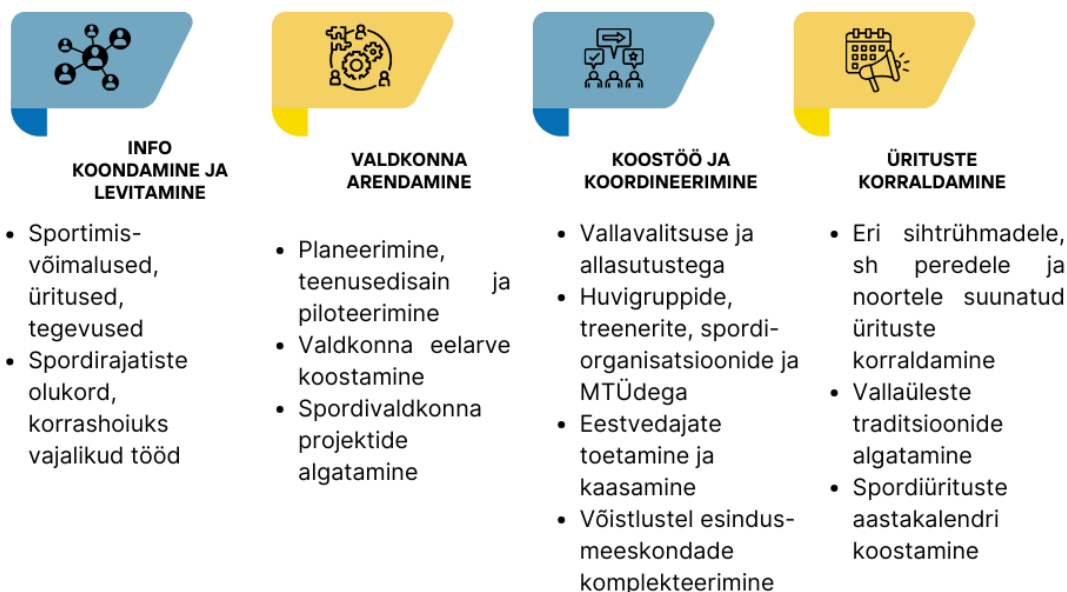 INFO
KOONDAMINE JA
LEVITAMINE
• Sportimis-
võimalused,
üritused,
tegevused
• Spordirajatiste
olukord,
korrashoiuks
vajalikud tööd
VALDKONNA
ARENDAMINE
• Planeerimine,
teenusedisain ja
piloteerimine
• Valdkonna eelarve
koostamine
• Spordivaldkonna
projektide
algatamine
KOOSTÖÖ JA
KOORDINEERIMINE
• Vallavalitsuse ja
allasutustega
• Huvigruppide,
treenerite, spordi-
organisatsioonide ja
MTÜdega
• Eestvedajate
toetamine ja
kaasamine
• Võistlustel esindus-
meeskondade
komplekteerimine
ÜRITUSTE
KORRALDAMINE
• Eri sihtrühmadele,
sh peredele ja
noortele suunatud
ürituste
korraldamine
• Vallaüleste
traditsioonide
algatamine
• Spordiürituste
aastakalendri
koostamine